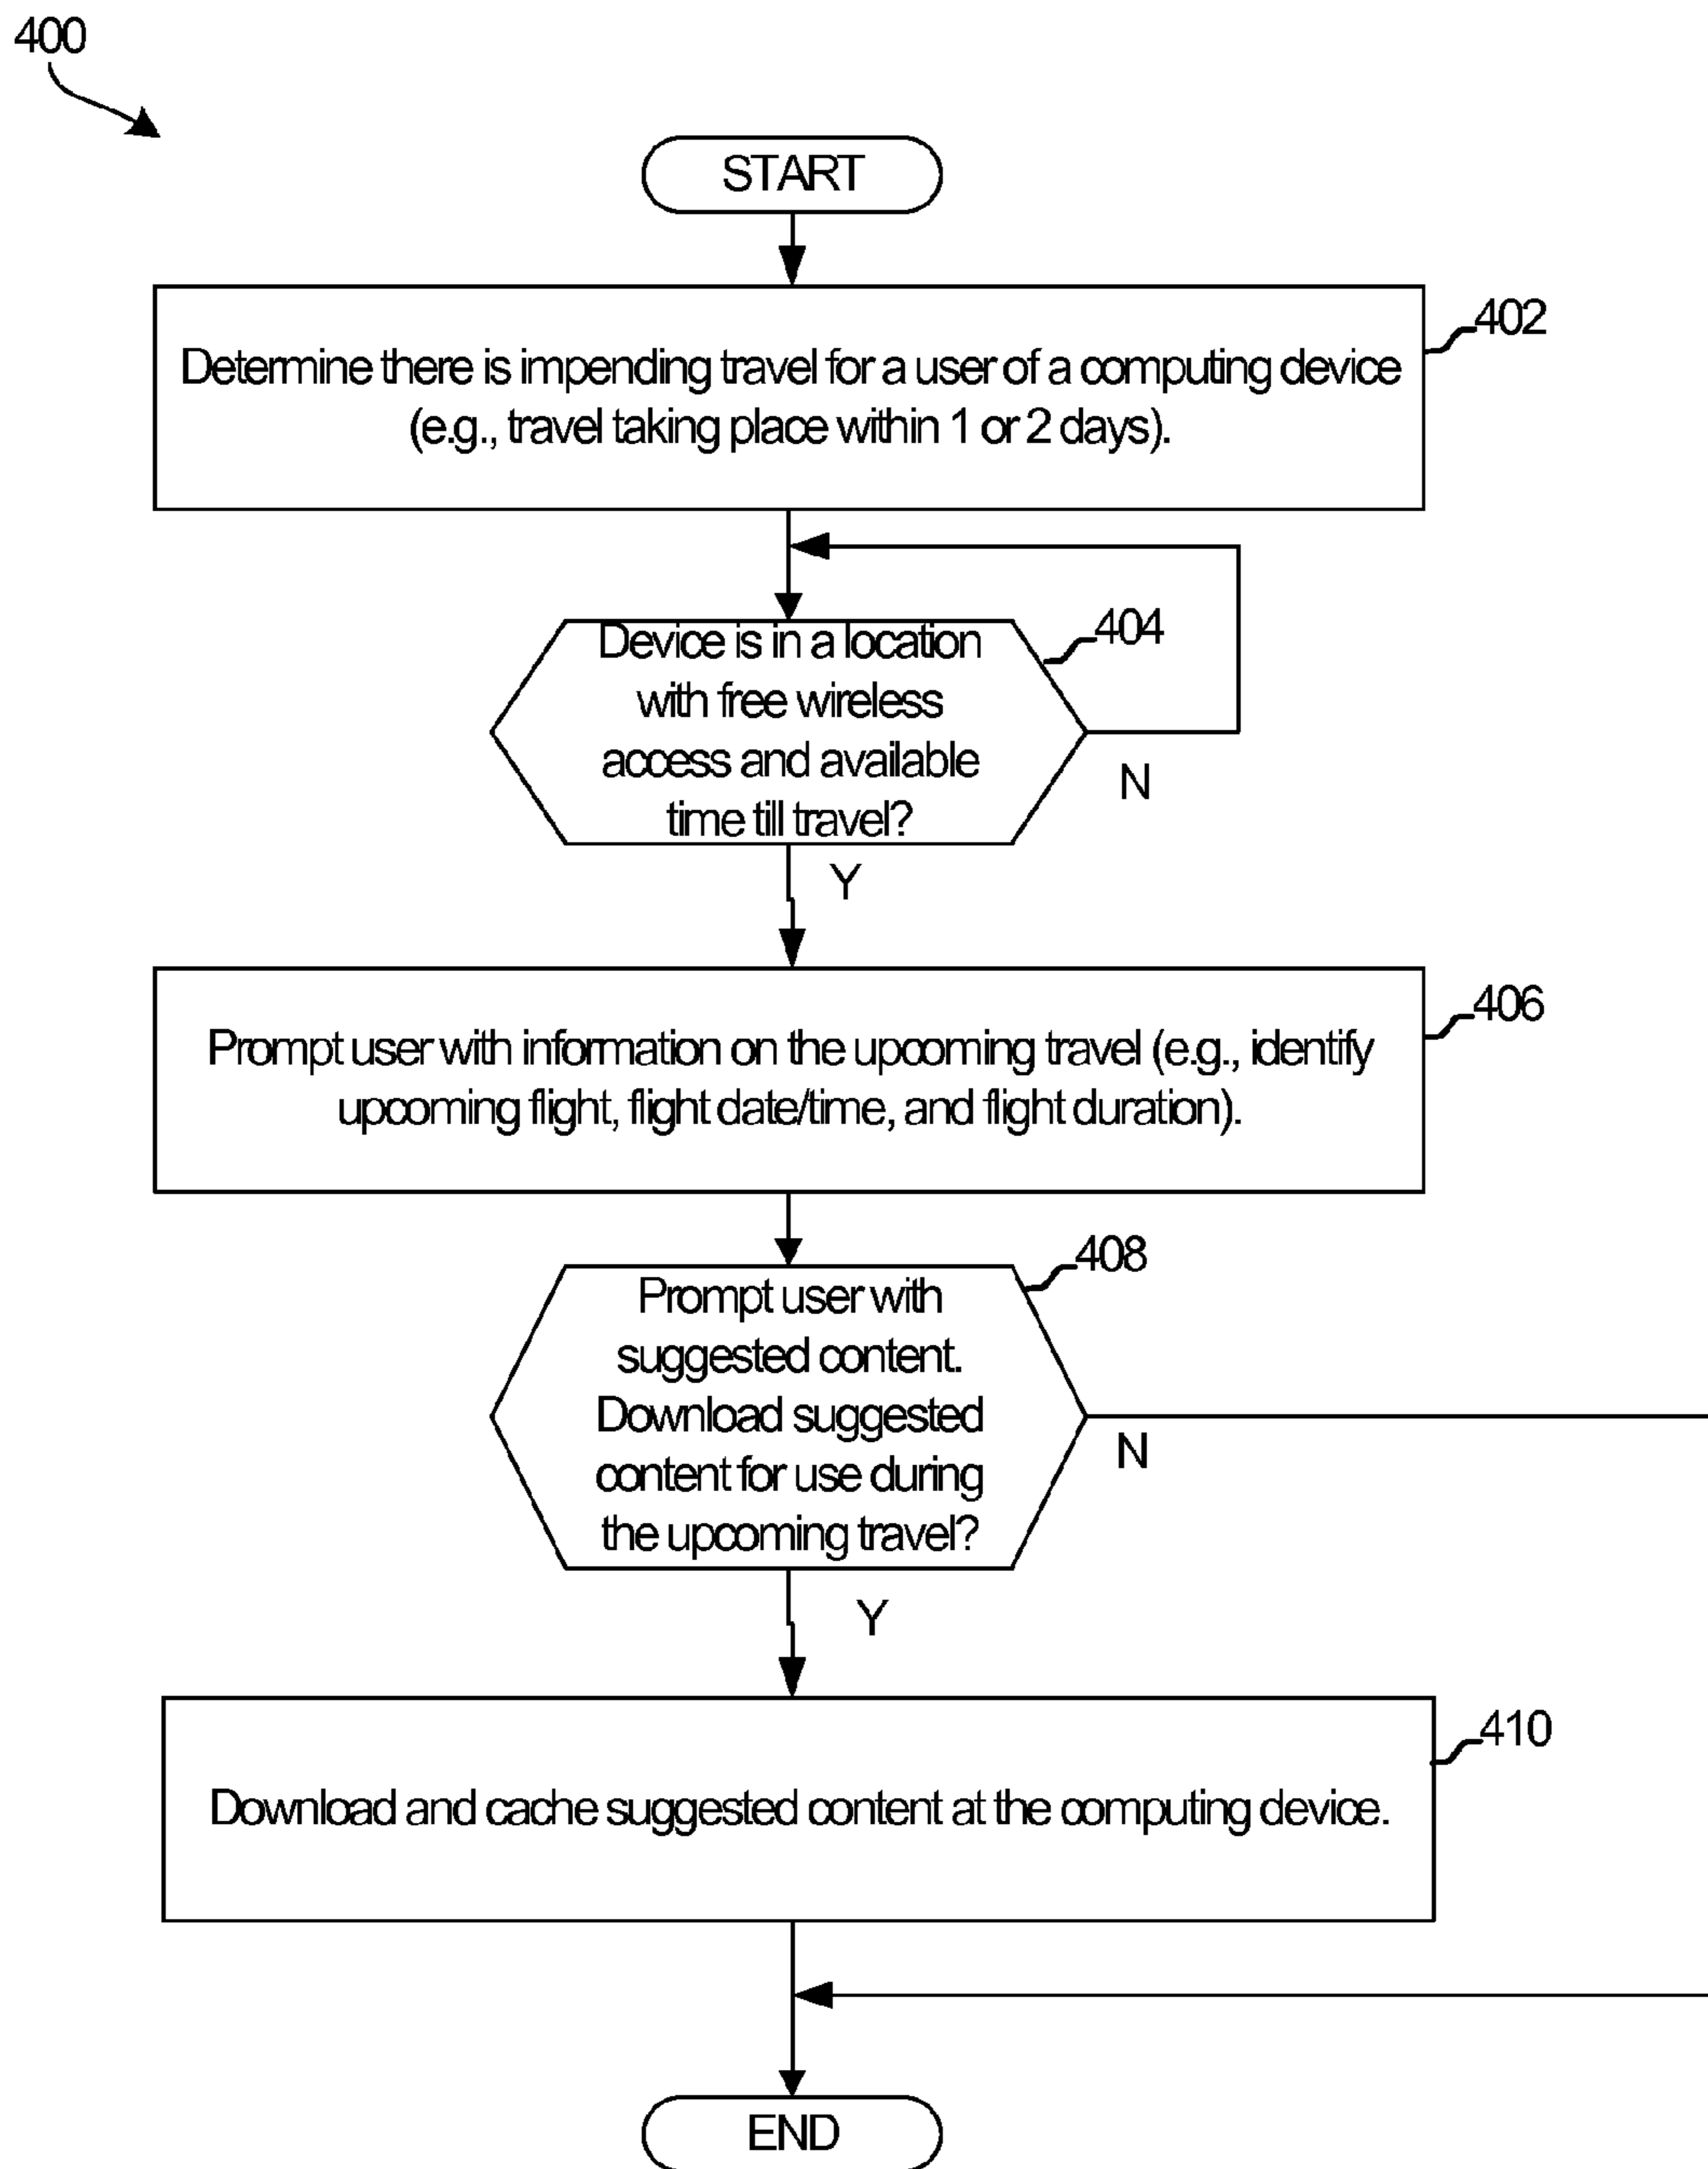 400
START
402
Determine there is impending travel for a user of a computing device
(e.g., travel taking place within 1 or 2 days).
404
Device is in a location
with free wireless
access and available
time till travel?
N
Y
406
Prompt user with information on the upcoming travel (e.g., identify
upcoming flight, flight date/time, and flight duration).
408
Prompt user with
suggested content.
Download suggested
content for use during
the upcoming travel?
N
Y
410
Download and cache suggested content at the computing device.
END